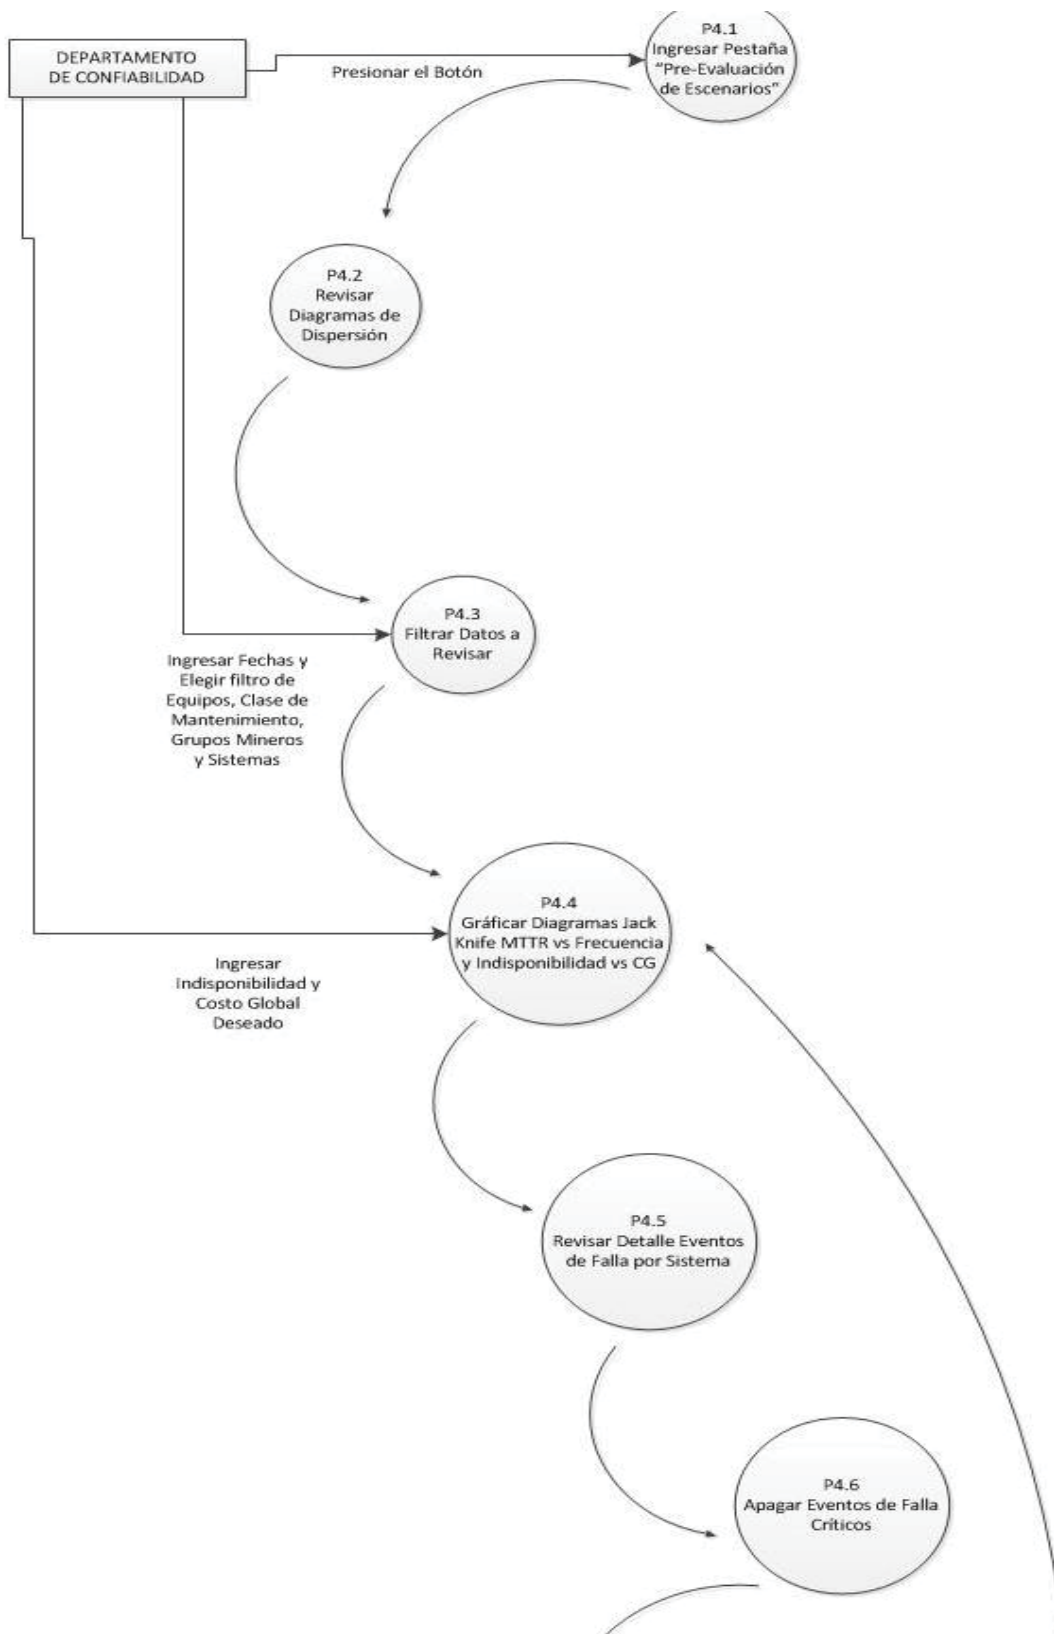 P4.1
Ingresar Pestaña
“Pre-Evaluación
de Escenarios”
DEPARTAMENTO
DE CONFIABILIDAD
Presionar el Botón
P4.2
Revisar
Diagramas de
Dispersión
P4.3
Filtrar Datos a
Revisar
Ingresar Fechas y
Elegir filtro de
Equipos, Clase de
Mantenimiento,
Grupos Mineros
y Sistemas
P4.4
Gráficar Diagramas Jack
Knife MTTR vs Frecuencia
y Indisponibilidad vs CG
Ingresar
Indisponibilidad y
Costo Global
Deseado
P4.5
Revisar Detalle Eventos
de Falla por Sistema
P4.6
Apagar Eventos de Falla
Críticos